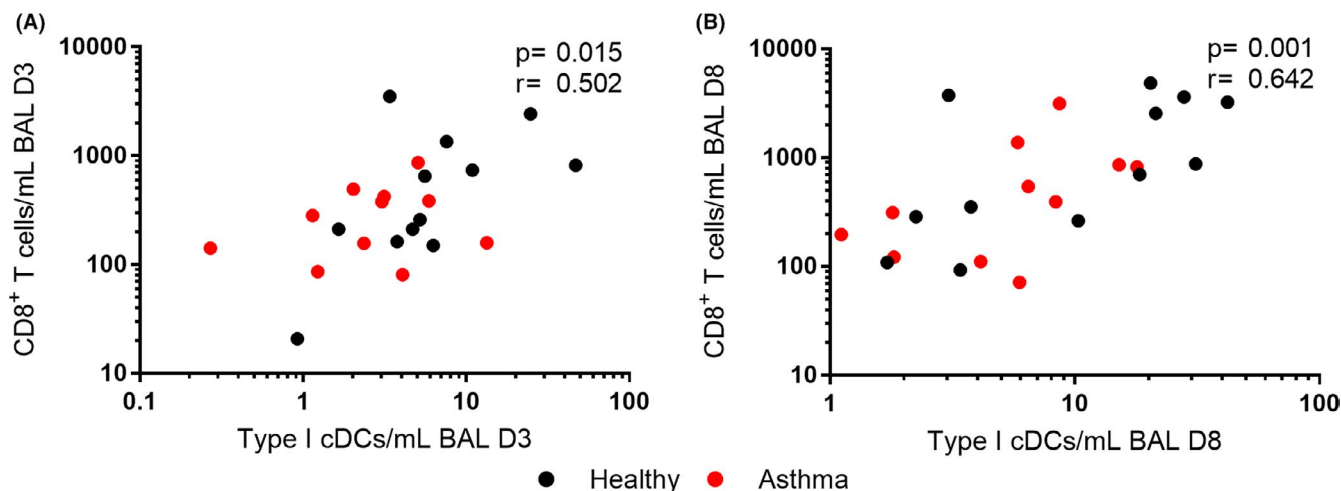 (A)
p= 0.015
r= 0.502
CD8+ T cells/mL BAL D3
10000
1000
100
10
0.1
1
10
100
Type I cDCs/mL BAL D3
(B)
p= 0.001
r= 0.642
CD8+ T cells/mL BAL D8
10000
1000
100
10
1
10
100
Type I cDCs/mL BAL D8
Healthy
Asthma